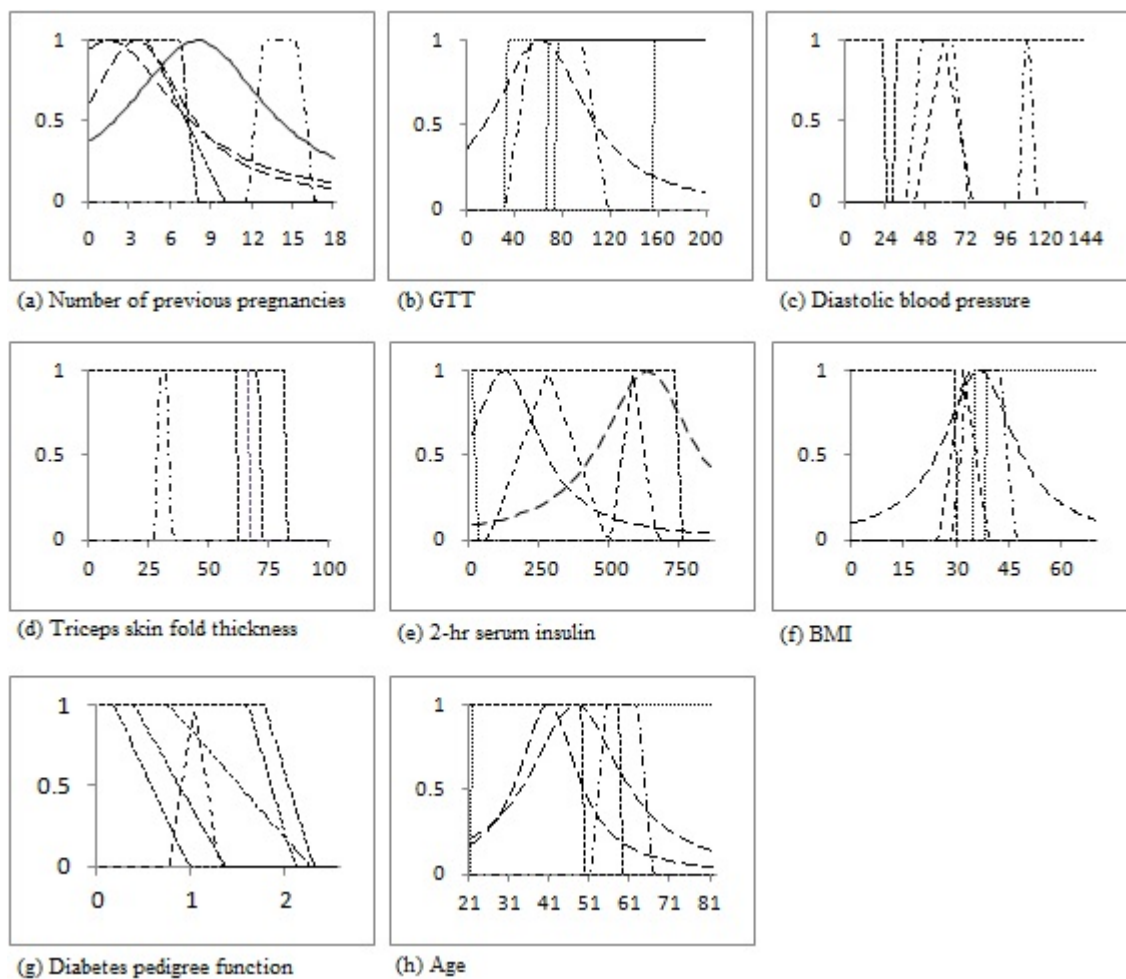 1
0.5
0
0 3 6 9 12 15 18
(a) Number of previous pregnancies
1
0.5
0
0 40 80 120 160 200
(b) GTT
1
0.5
0
0 24 48 72 96 120 144
(c) Diastolic blood pressure
1
0.5
0
0 25 50 75 100
(d) Triceps skin fold thickness
1
0.5
0
0 250 500 750
(e) 2-hr serum insulin
1
0.5
0
0 15 30 45 60
(f) BMI
1
0.5
0
0 1 2
(g) Diabetes pedigree function
1
0.5
0
21 31 41 51 61 71 81
(h) Age